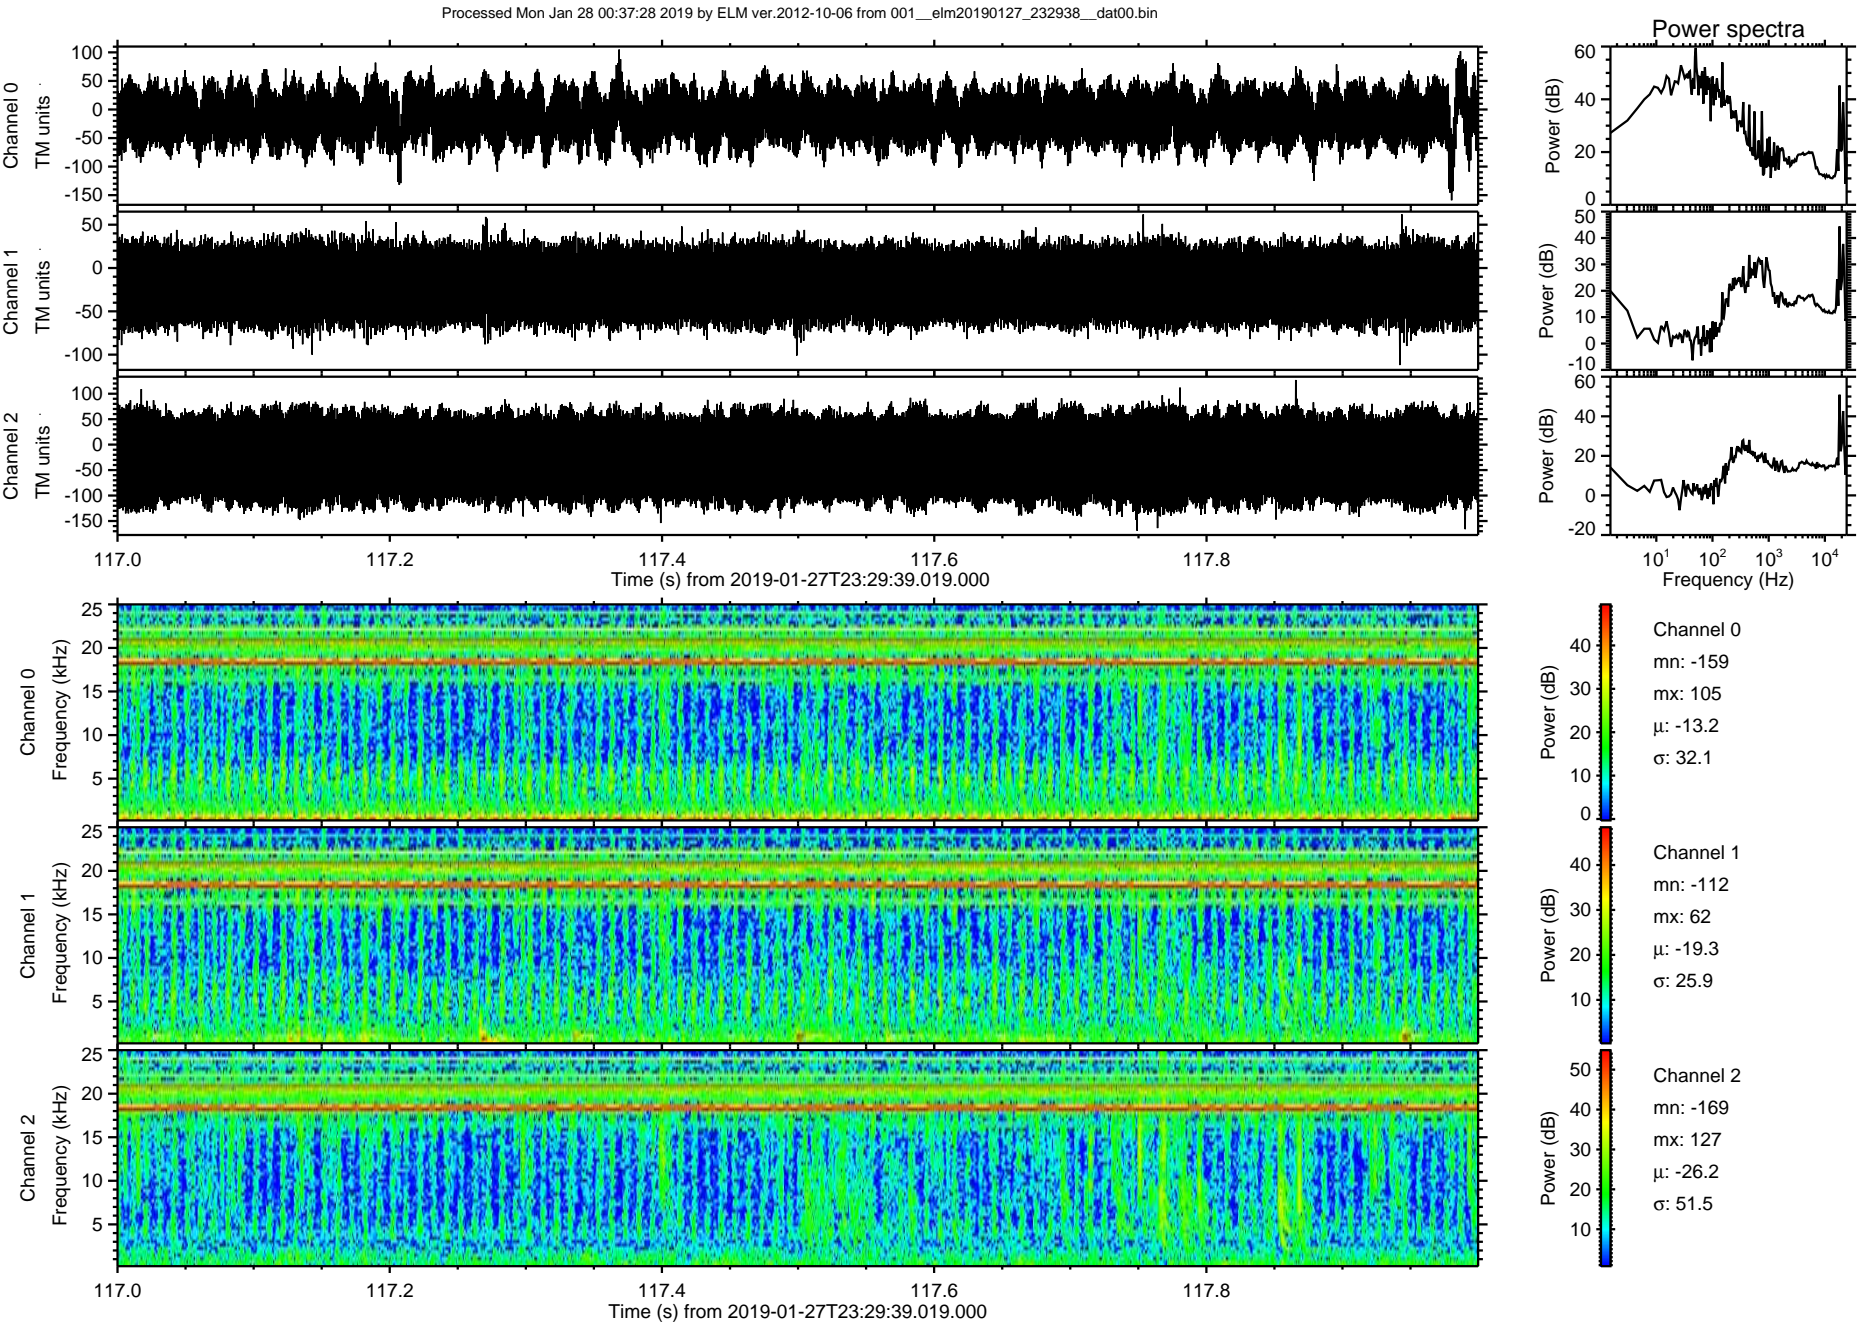 Processed Mon Jan 28 00:37:28 2019 by ELM ver.2012-10-06 from 001__elm20190127_232938__dat00.bin
Power spectra
Channel 0
TM units
100
50
0
-50
-100
-150
Power (dB)
60
40
20
0
Channel 1
TM units
50
0
-50
-100
Power (dB)
50
40
30
20
10
0
-10
Channel 2
TM units
100
50
0
-50
-100
-150
Power (dB)
60
40
20
0
-20
117.0 117.2 117.4 117.6 117.8
Time (s) from 2019-01-27T23:29:39.019.000
10^1 10^2 10^3 10^4
Frequency (Hz)
Channel 0
Frequency (kHz)
25
20
15
10
5
Power (dB)
40
30
20
10
0
Channel 0
mn: -159
mx: 105
μ: -13.2
σ: 32.1
Channel 1
Frequency (kHz)
25
20
15
10
5
Power (dB)
40
30
20
10
Channel 1
mn: -112
mx: 62
μ: -19.3
σ: 25.9
Channel 2
Frequency (kHz)
25
20
15
10
5
Power (dB)
50
40
30
20
10
Channel 2
mn: -169
mx: 127
μ: -26.2
σ: 51.5
117.0 117.2 117.4 117.6 117.8
Time (s) from 2019-01-27T23:29:39.019.000